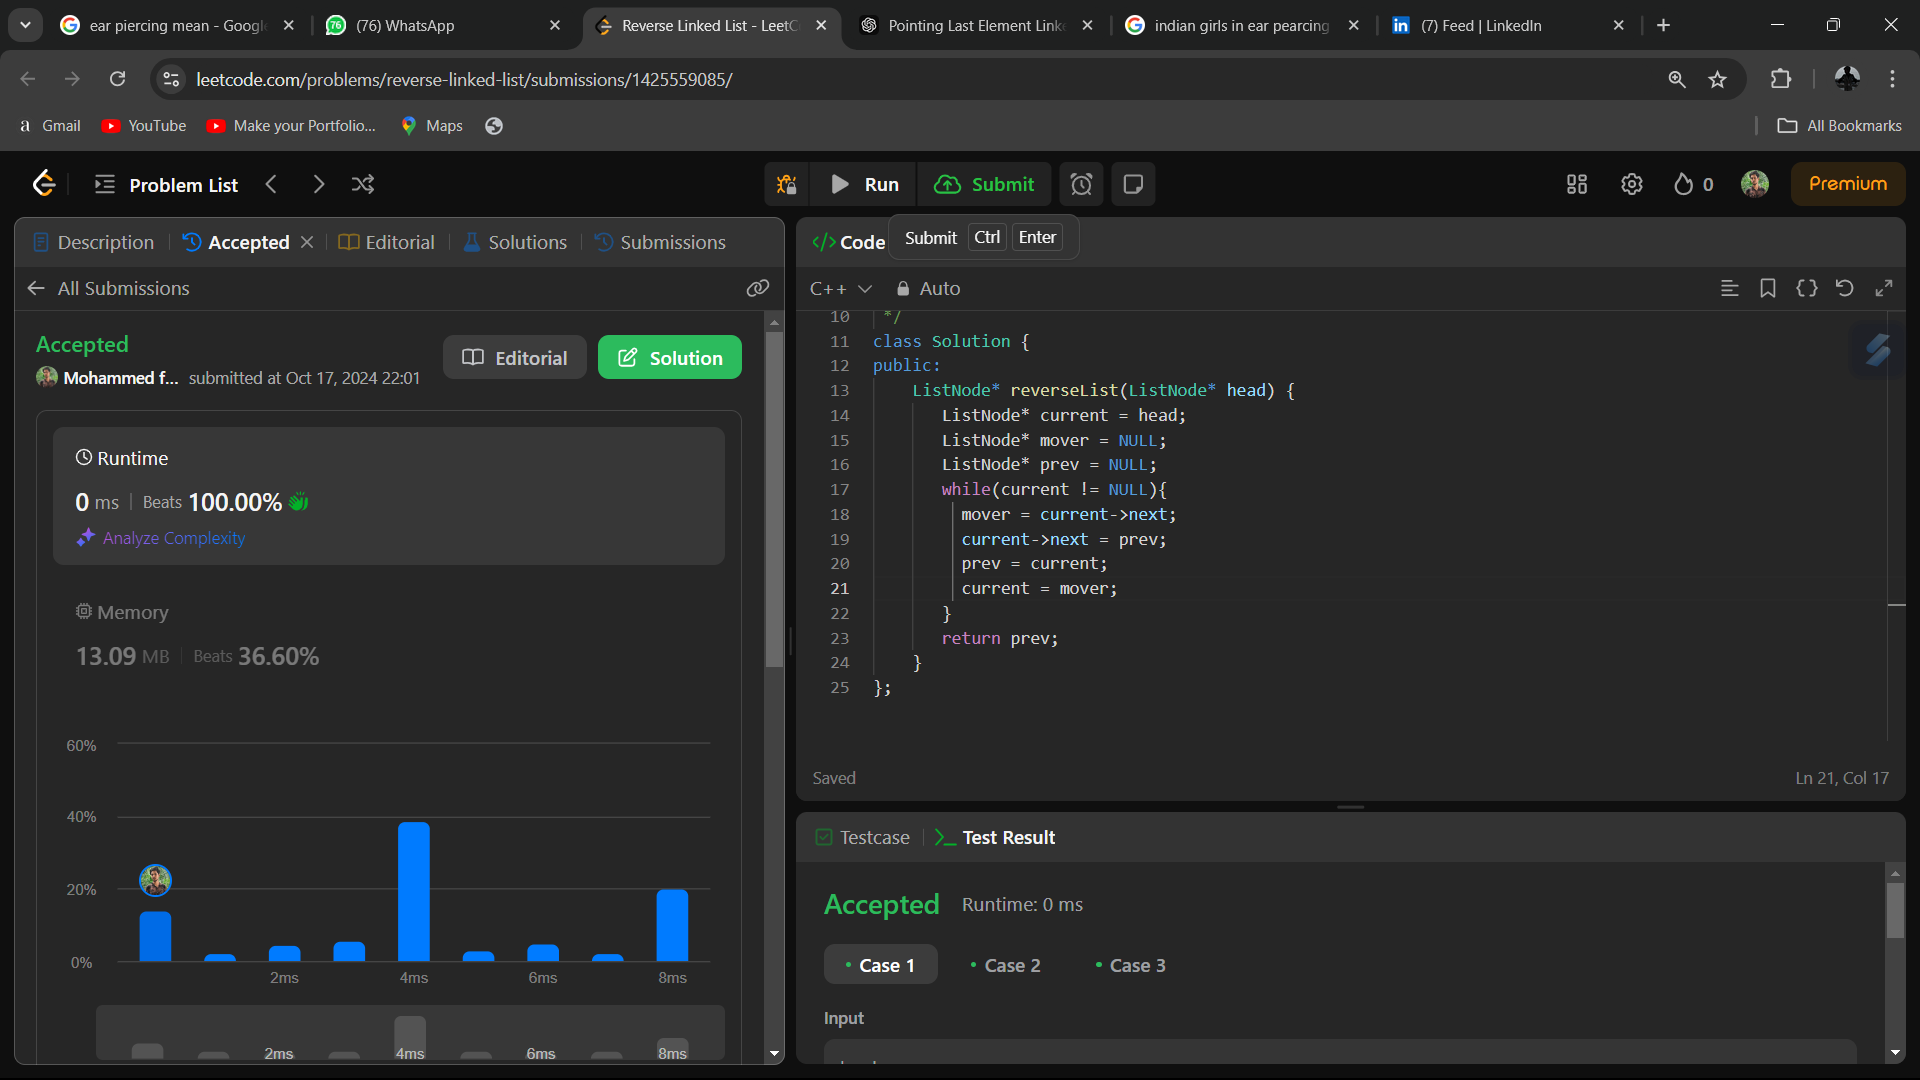 ear piercing mean - Google
(76) WhatsApp
Reverse Linked List - LeetC
Pointing Last Element Linke
indian girls in ear pearcing
(7) Feed | LinkedIn
leetcode.com/problems/reverse-linked-list/submissions/1425559085/
a Gmail
YouTube
Make your Portfolio...
Maps
All Bookmarks
Problem List
Run
Submit
0
Premium
Description
Accepted
Editorial
Solutions
Submissions
</> Code
Submit Ctrl Enter
All Submissions
C++
Auto
Accepted
Mohammed f... submitted at Oct 17, 2024 22:01
Editorial
Solution
Runtime
0 ms | Beats 100.00%
Analyze Complexity
Memory
13.09 MB | Beats 36.60%
60%
40%
20%
0%
2ms 4ms 6ms 8ms
2ms 4ms 6ms 8ms
10 */
11 class Solution {
12 public:
13 ListNode* reverseList(ListNode* head) {
14 ListNode* current = head;
15 ListNode* mover = NULL;
16 ListNode* prev = NULL;
17 while(current != NULL){
18 mover = current->next;
19 current->next = prev;
20 prev = current;
21 current = mover;
22 }
23 return prev;
24 }
25 };
Saved
Ln 21, Col 17
Testcase
>_ Test Result
Accepted Runtime: 0 ms
• Case 1 • Case 2 • Case 3
Input